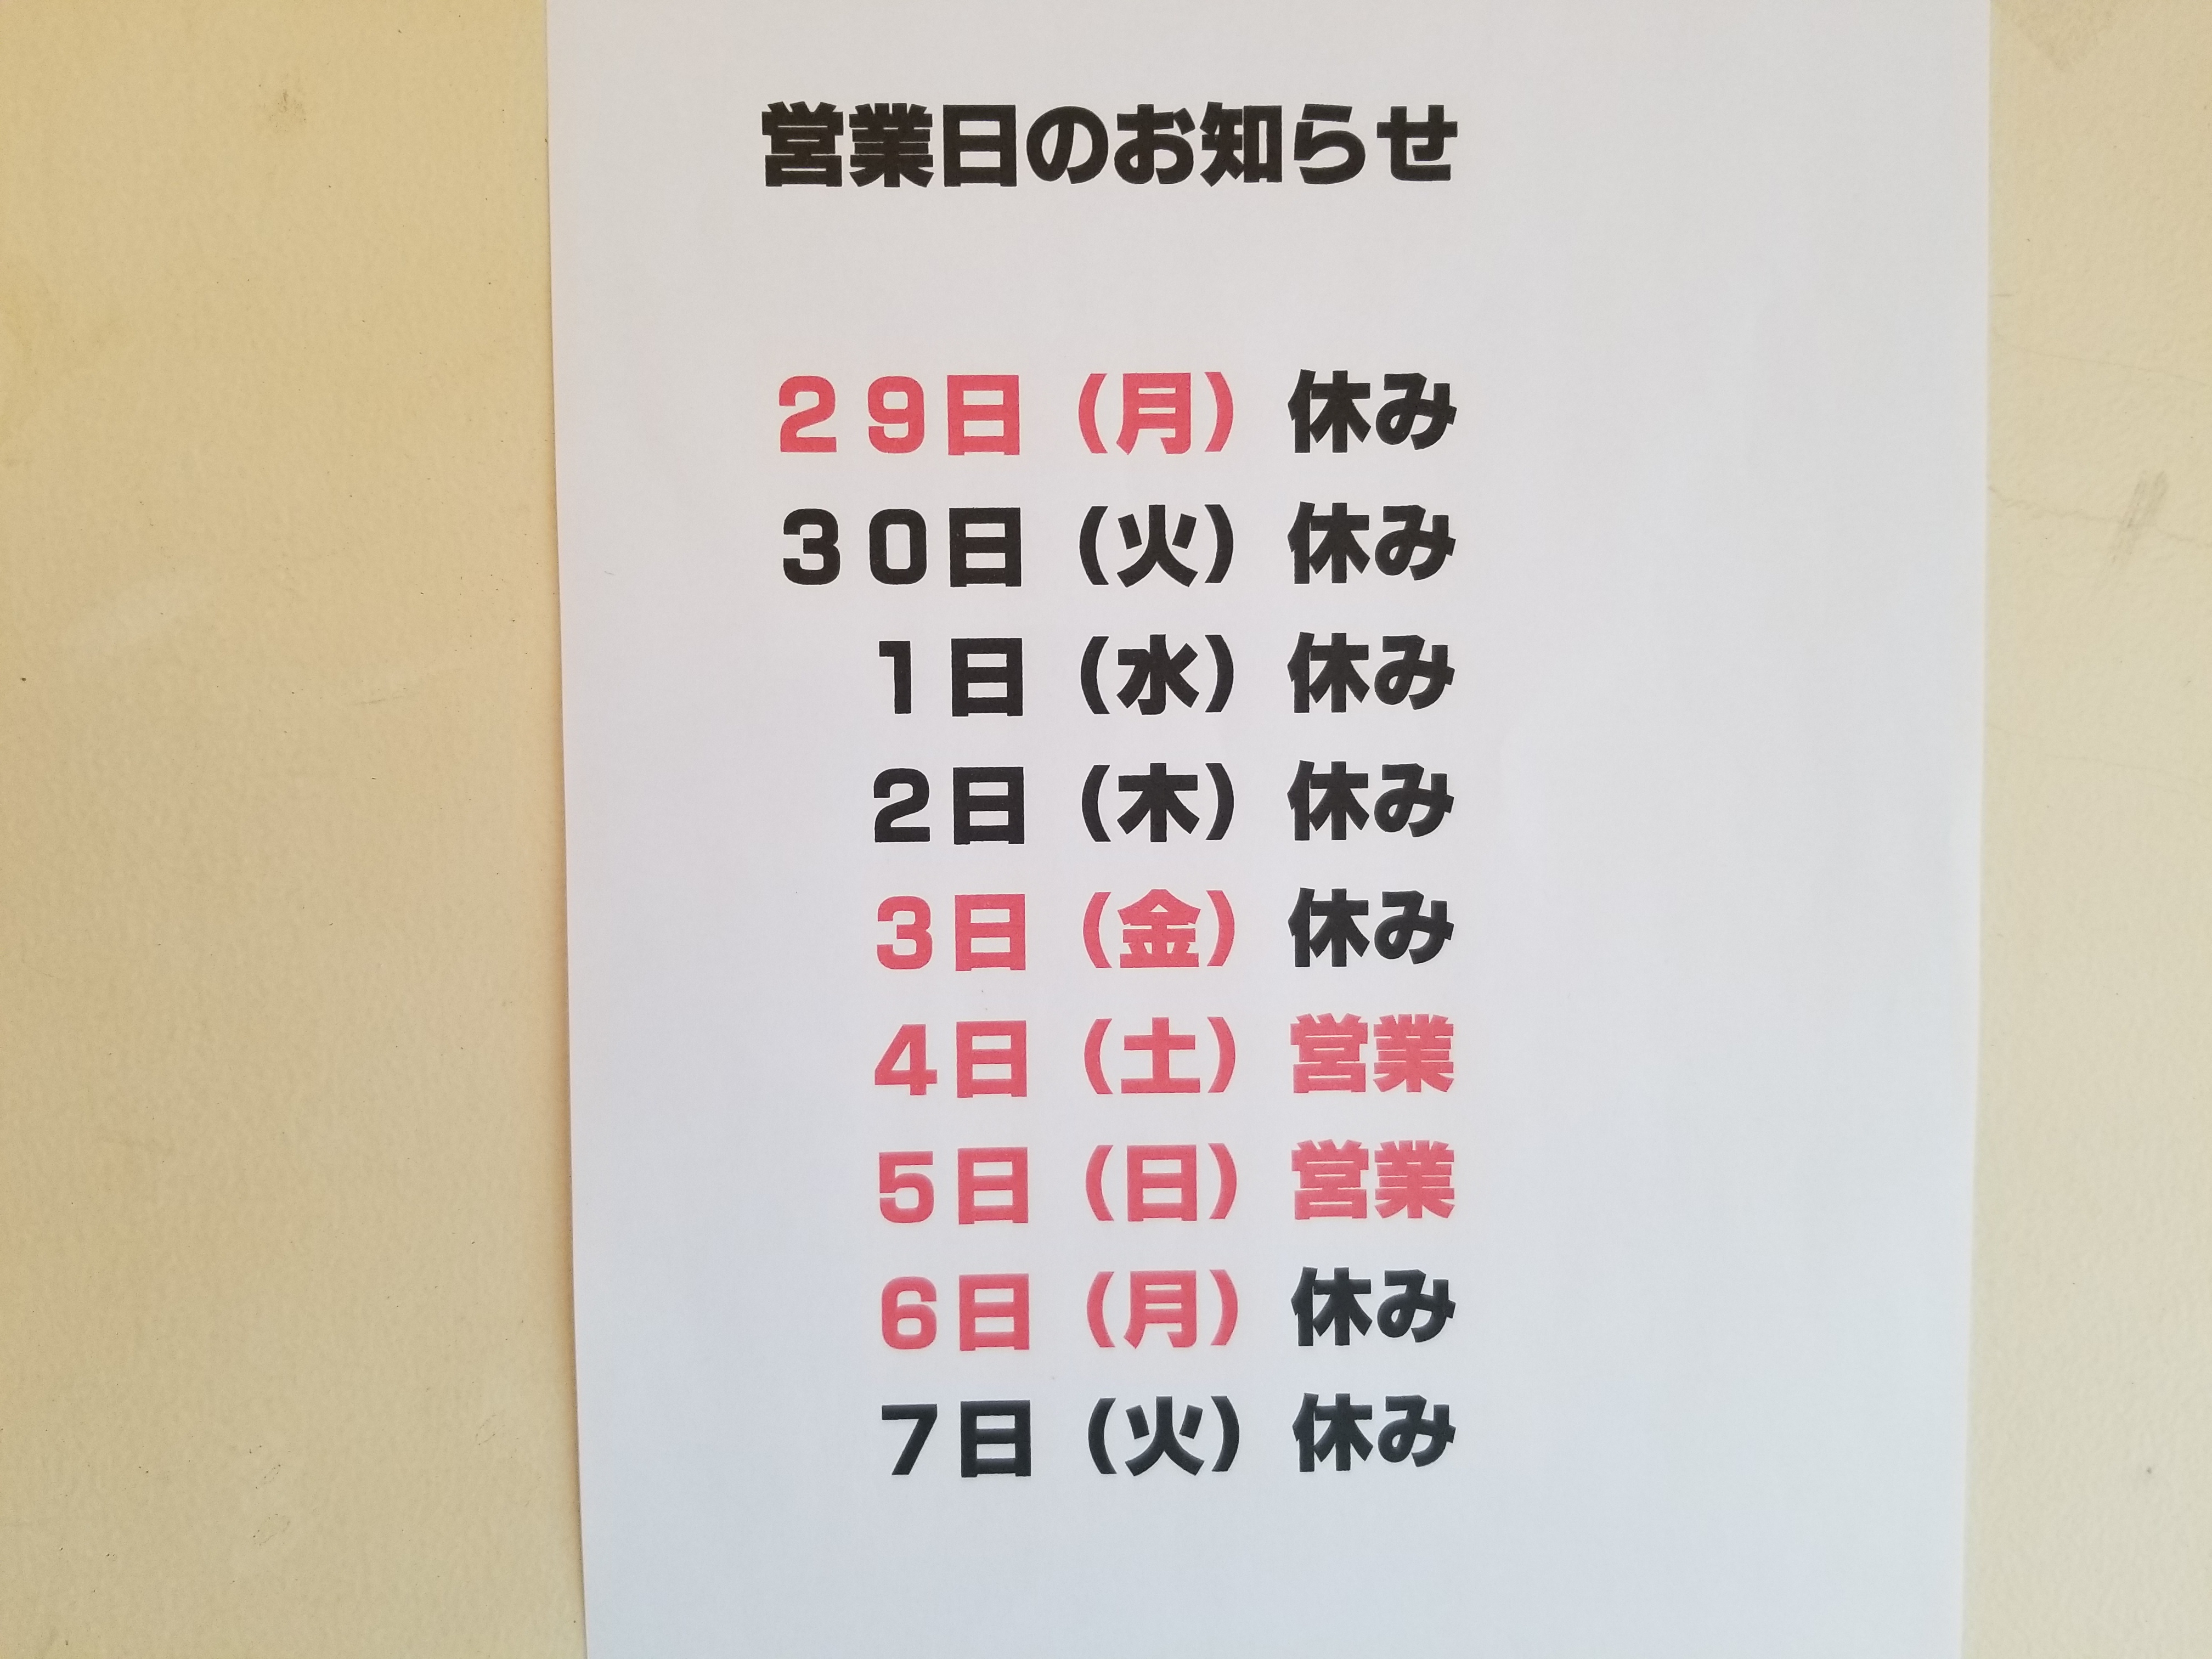 営業日のお知らせ
２９日（月）休み
３０日（火）休み
１日（水）休み
２日（木）休み
３日（金）休み
４日（土）営業
５日（日）営業
６日（月）休み
７日（火）休み